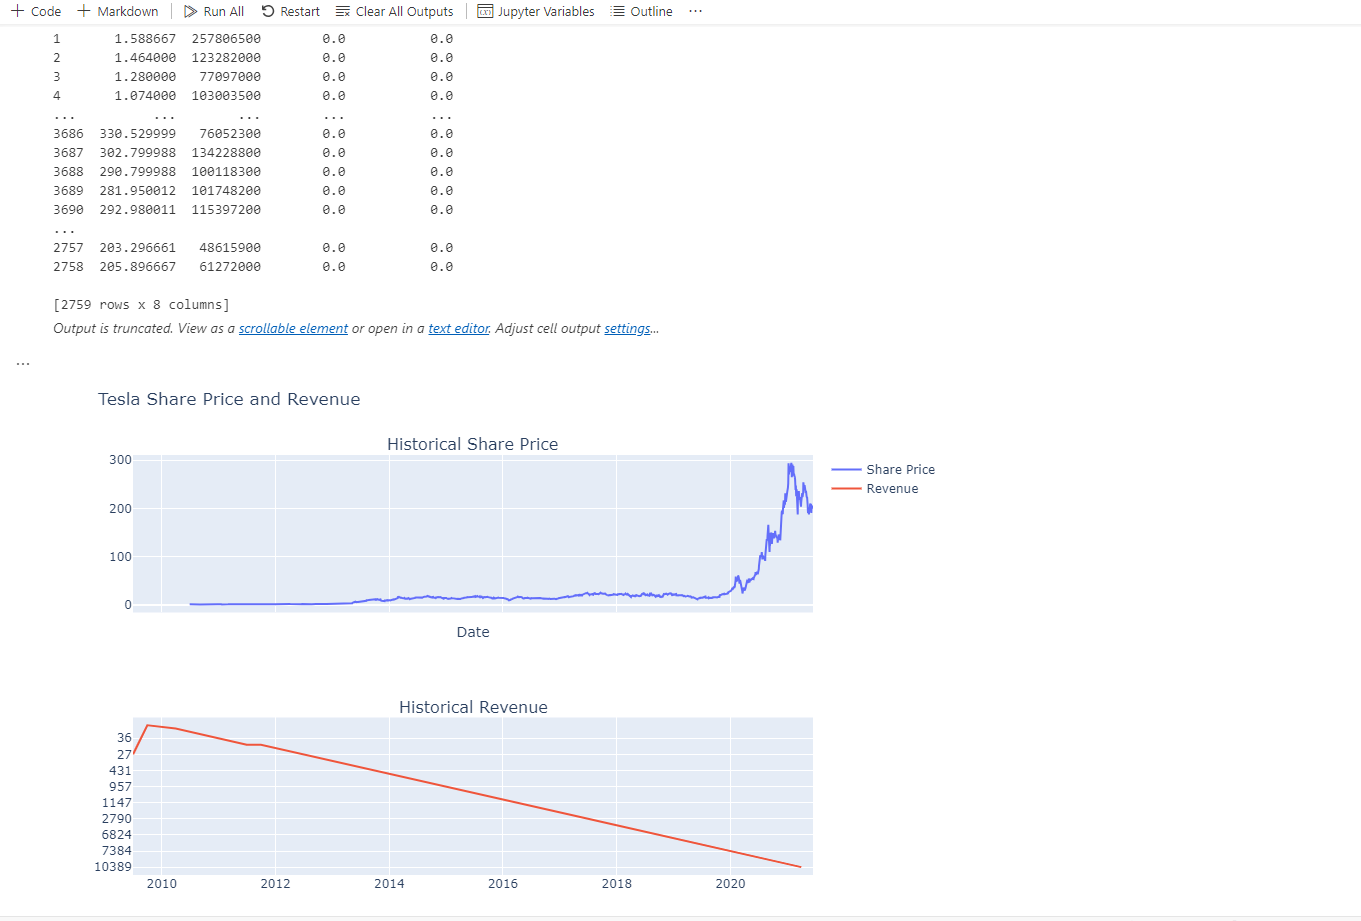 Code Markdown Run All Restart Clear All Outputs Jupyter Variables Outline ...
1 1.588667 257806500 0.0 0.0
2 1.464000 123282000 0.0 0.0
3 1.280000 77097000 0.0 0.0
4 1.074000 103003500 0.0 0.0
... ... ... ... ...
3686 330.529999 76052300 0.0 0.0
3687 302.799988 134228800 0.0 0.0
3688 290.799988 100118300 0.0 0.0
3689 281.950012 101748200 0.0 0.0
3690 292.980011 115397200 0.0 0.0
...
2757 203.296661 48615900 0.0 0.0
2758 205.896667 61272000 0.0 0.0
[2759 rows x 8 columns]
Output is truncated. View as a scrollable element or open in a text editor. Adjust cell output settings...
...
Tesla Share Price and Revenue
Historical Share Price
300
200
100
0
Share Price
Revenue
Date
Historical Revenue
36
27
431
957
1147
2790
6824
7384
10389
2010 2012 2014 2016 2018 2020